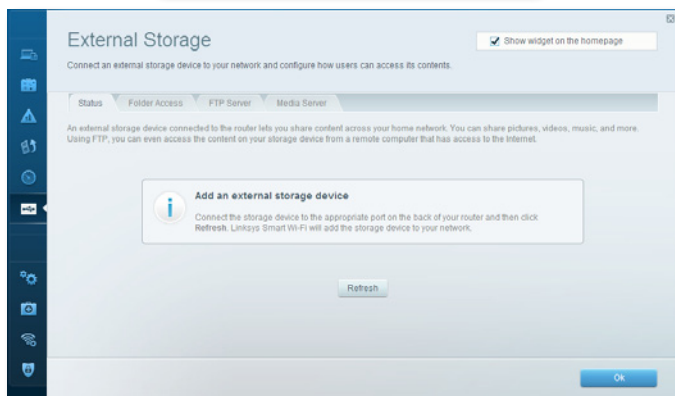 External Storage
Show widget on the homepage
Connect an external storage device to your network and configure how users can access its contents.
Status Folder Access FTP Server Media Server
An external storage device connected to the router lets you share content across your home network. You can share pictures, videos, music, and more.
Using FTP, you can even access the content on your storage device from a remote computer that has access to the Internet.
Add an external storage device
Connect the storage device to the appropriate port on the back of your router and then click
Refresh. Linksys Smart Wi-Fi will add the storage device to your network.
Refresh
Ok